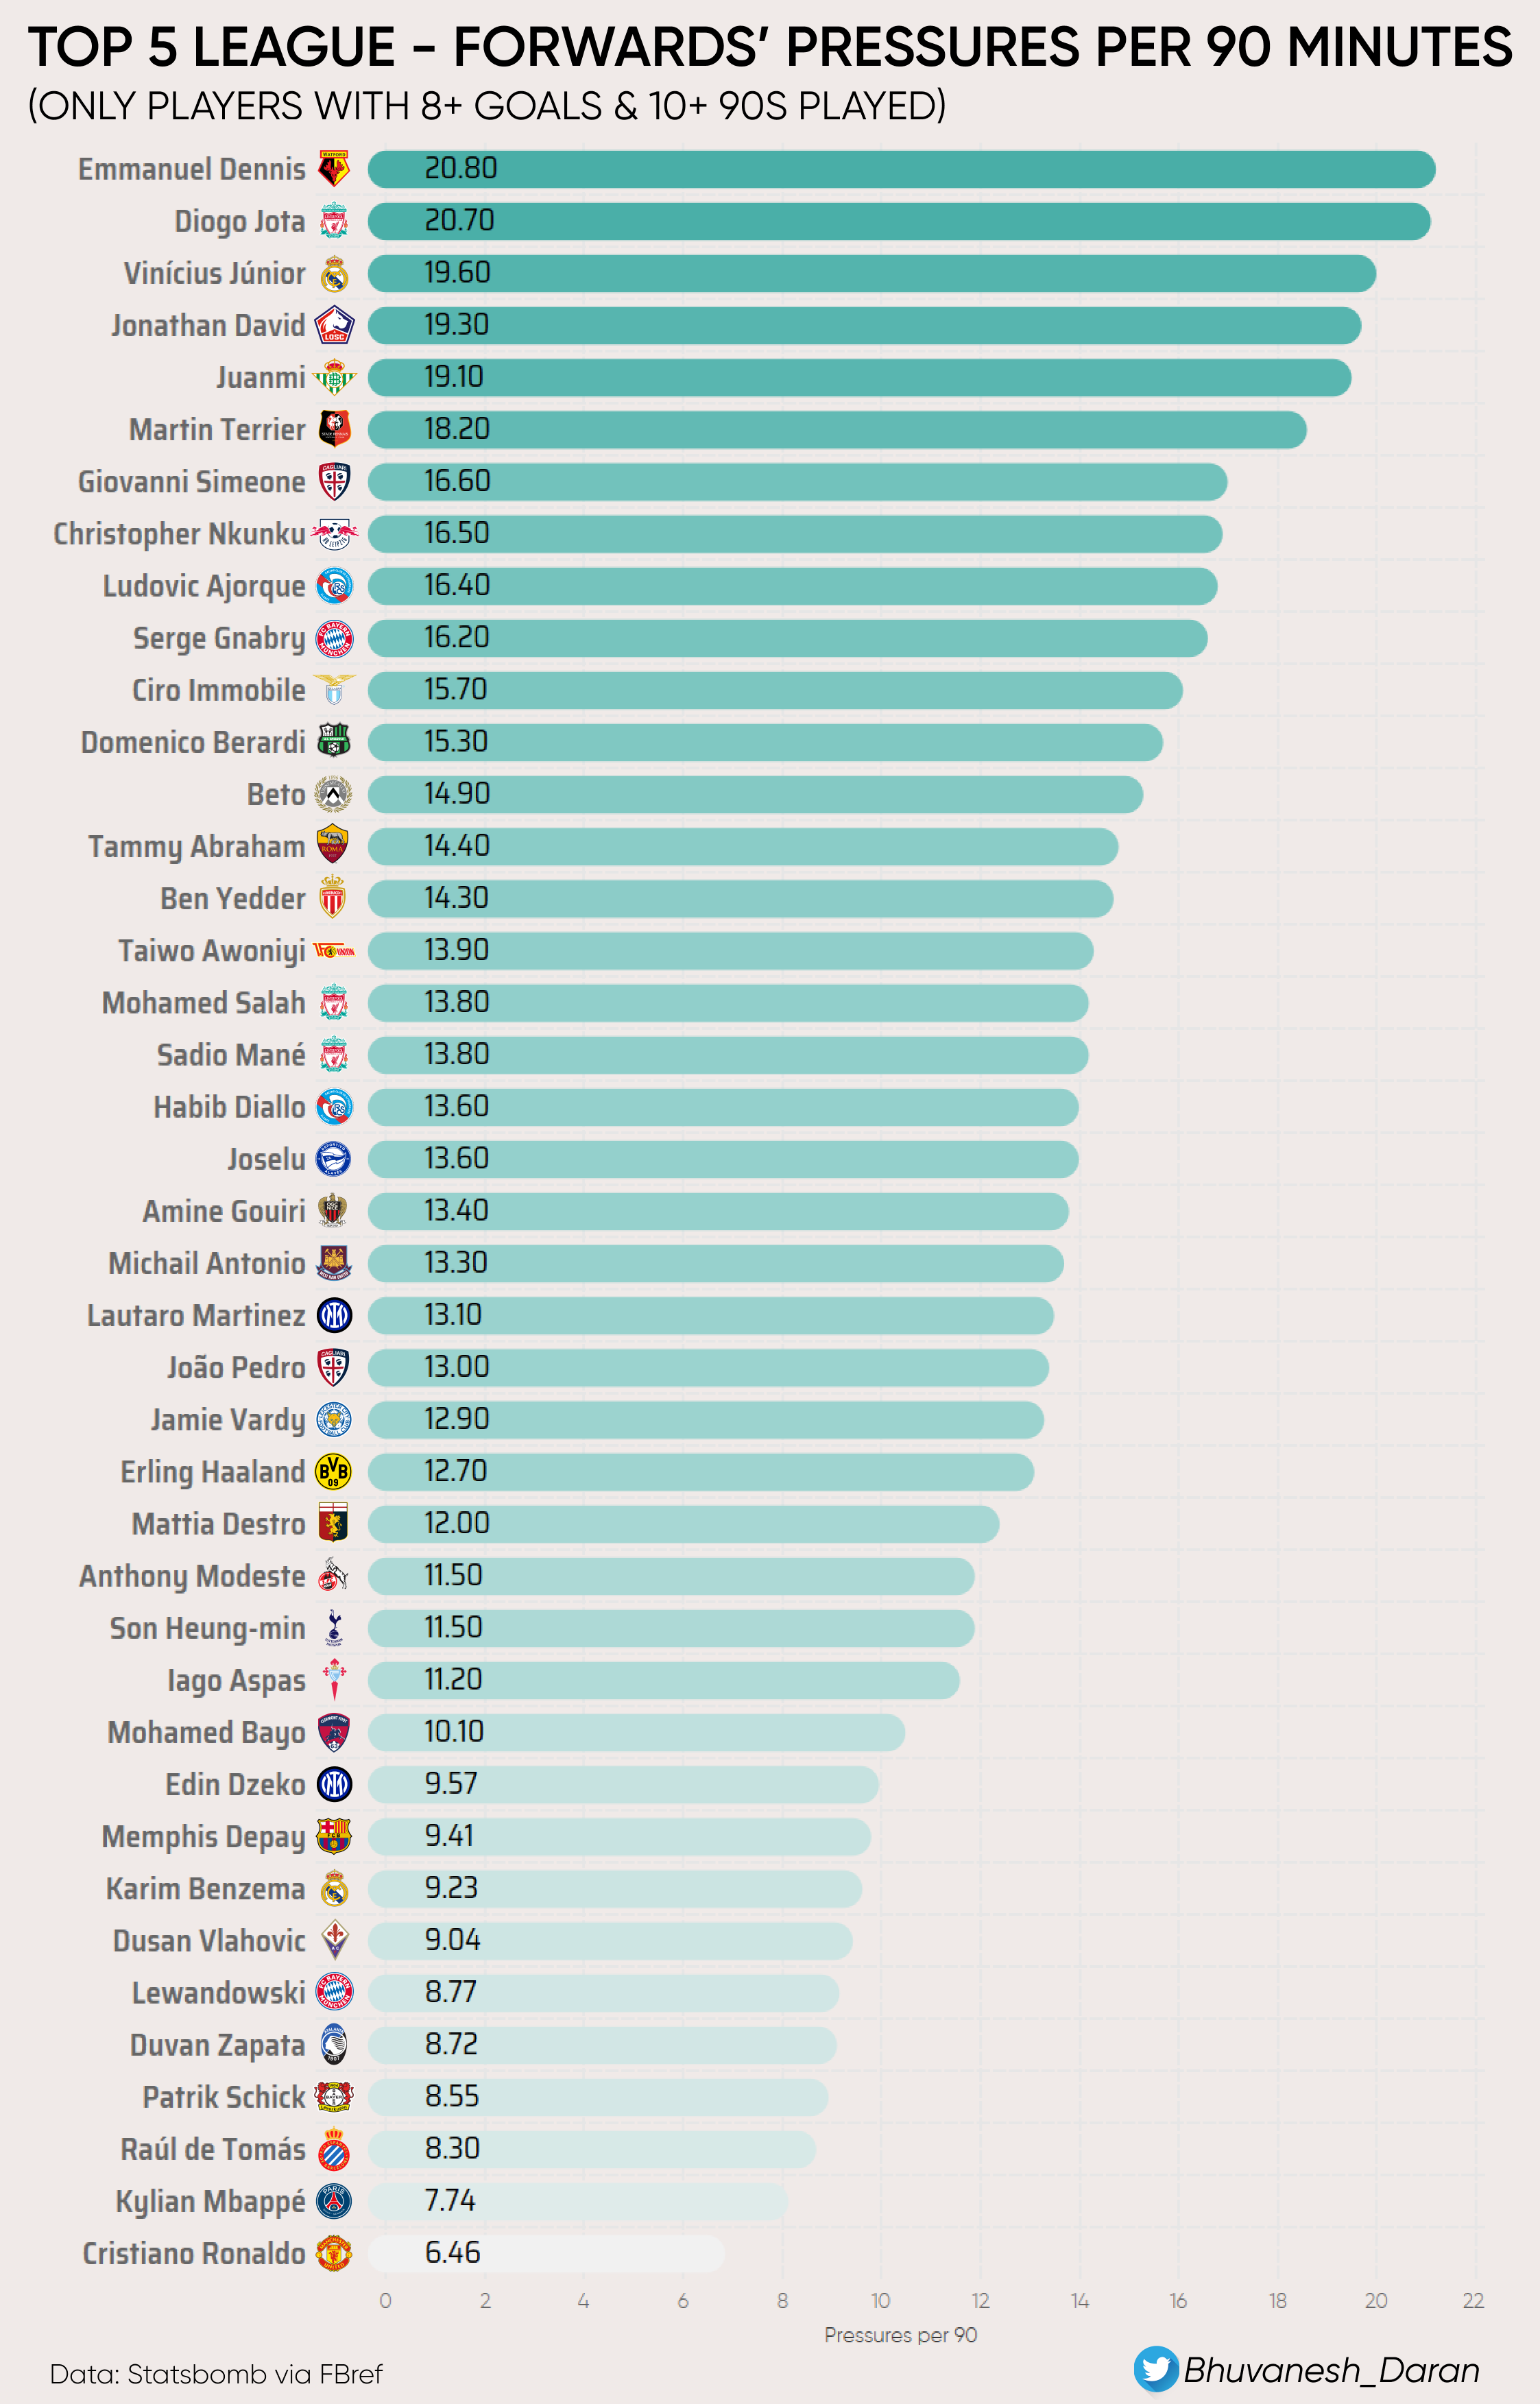 TOP 5 LEAGUE - FORWARDS' PRESSURES PER 90 MINUTES
(ONLY PLAYERS WITH 8+ GOALS & 10+ 90S PLAYED)
Emmanuel Dennis 20.80
Diogo Jota 20.70
Vinícius Júnior 19.60
Jonathan David 19.30
Juanmi 19.10
Martin Terrier 18.20
Giovanni Simeone 16.60
Christopher Nkunku 16.50
Ludovic Ajorque 16.40
Serge Gnabry 16.20
Ciro Immobile 15.70
Domenico Berardi 15.30
Beto 14.90
Tammy Abraham 14.40
Ben Yedder 14.30
Taiwo Awoniyi 13.90
Mohamed Salah 13.80
Sadio Mané 13.80
Habib Diallo 13.60
Joselu 13.60
Amine Gouiri 13.40
Michail Antonio 13.30
Lautaro Martinez 13.10
João Pedro 13.00
Jamie Vardy 12.90
Erling Haaland 12.70
Mattia Destro 12.00
Anthony Modeste 11.50
Son Heung-min 11.50
Iago Aspas 11.20
Mohamed Bayo 10.10
Edin Dzeko 9.57
Memphis Depay 9.41
Karim Benzema 9.23
Dusan Vlahovic 9.04
Lewandowski 8.77
Duvan Zapata 8.72
Patrik Schick 8.55
Raúl de Tomás 8.30
Kylian Mbappé 7.74
Cristiano Ronaldo 6.46
0 2 4 6 8 10 12 14 16 18 20 22
Pressures per 90
Data: Statsbomb via FBref
Bhuvanesh_Daran